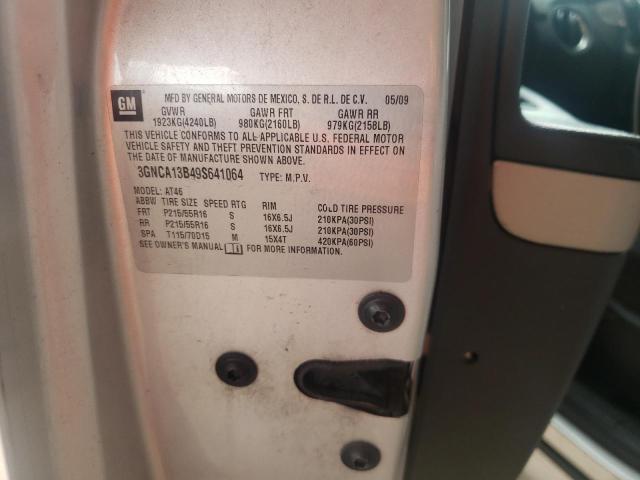 GM MFD BY GENERAL MOTORS DE MEXICO, S. DE R.L. DE C.V. 05/09
GVWR GAWR FRT GAWR RR
1923KG(4240LB) 980KG(2160LB) 979KG(2158LB)
THIS VEHICLE CONFORMS TO ALL APPLICABLE U.S. FEDERAL MOTOR
VEHICLE SAFETY AND THEFT PREVENTION STANDARDS IN EFFECT ON
THE DATE OF MANUFACTURE SHOWN ABOVE.
3GNCA13B49S641064 TYPE: M.P.V.
MODEL: AT46
ABBW TIRE SIZE SPEED RTG RIM COLD TIRE PRESSURE
FRT P215/55R16 S 16X6.5J 210KPA(30PSI)
RR P215/55R16 S 16X6.5J 210KPA(30PSI)
SPA T115/70D15 M 15X4T 420KPA(60PSI)
SEE OWNER'S MANUAL FOR MORE INFORMATION.